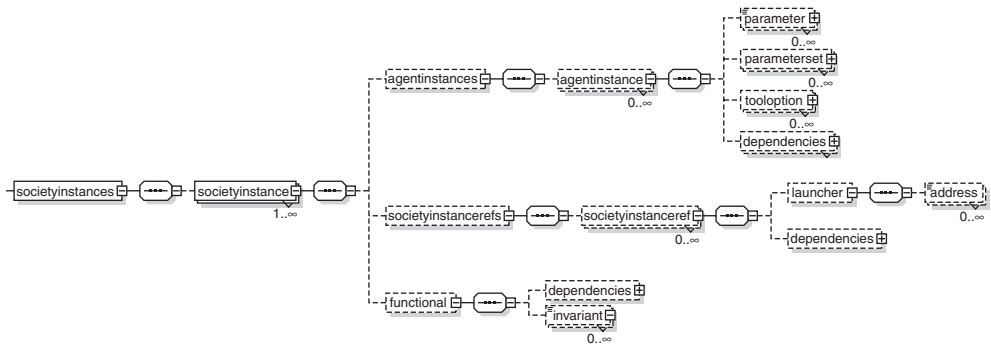 parameter
0..∞
parameterset
0..∞
agentinstances
agentinstance
0..∞
tooloption
0..∞
dependencies
societyinstances
societyinstance
1..∞
launcher
address
0..∞
societyinstancerefs
societyinstanceref
0..∞
dependencies
functional
dependencies
invariant
0..∞